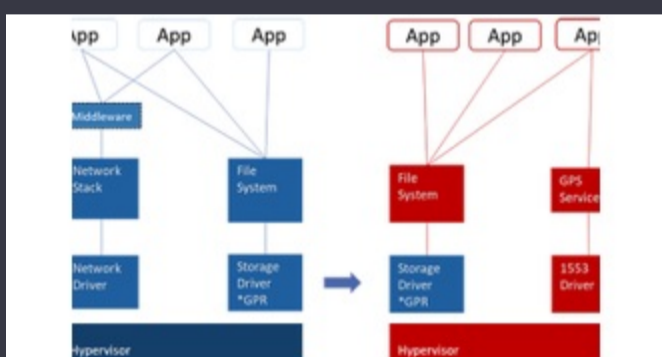 App
App
App
App
App
App
Middleware
Network
Stack
File
System
File
System
GPS
Service
Network
Driver
Storage
Driver
*GPR
Storage
Driver
*GPR
1553
Driver
Hypervisor
Hypervisor